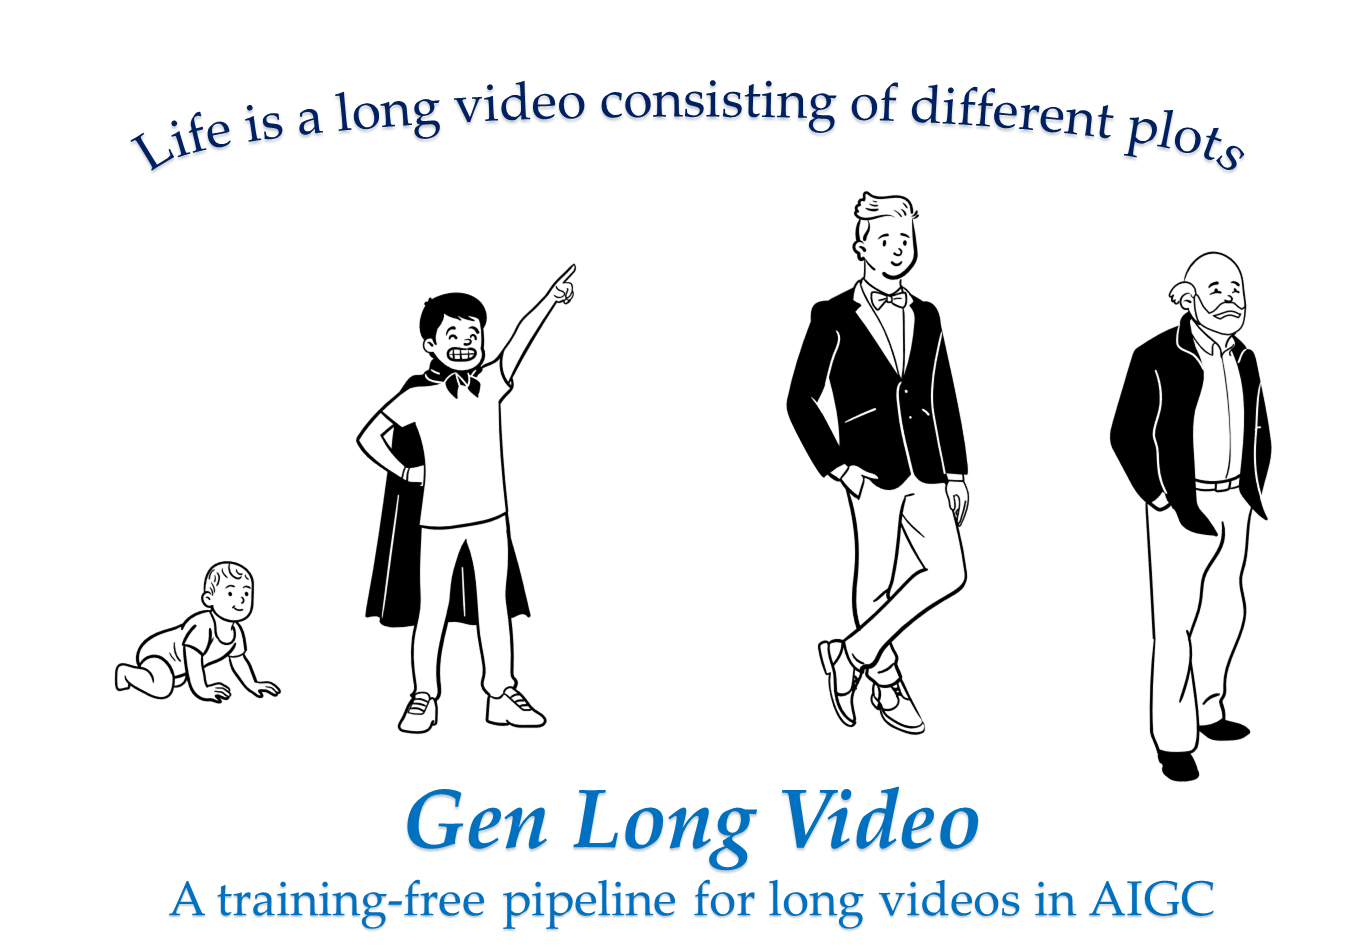 Life is a long video consisting of different plots
Gen Long Video
A training-free pipeline for long videos in AIGC